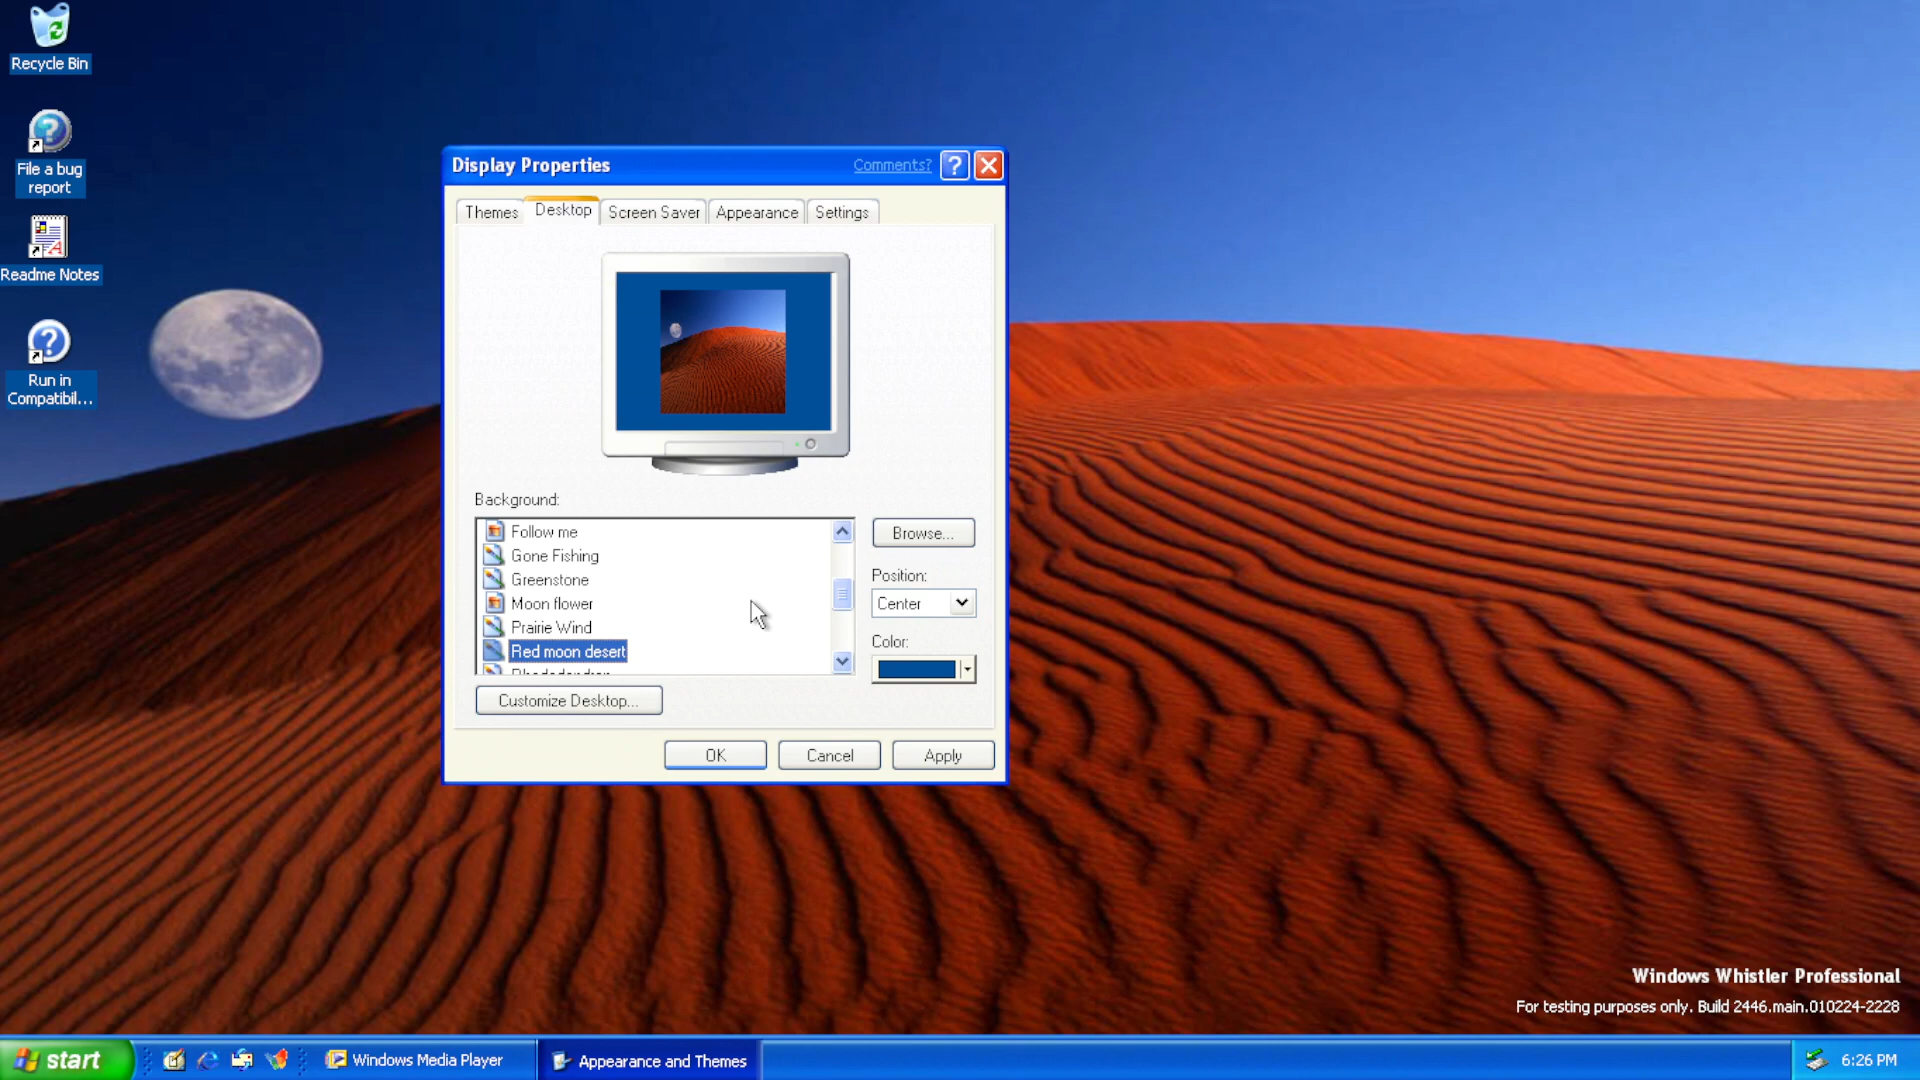 Recycle Bin
File a bug
report
Readme Notes
Run in
Compatibil...
Display Properties
Comments?
Themes
Desktop
Screen Saver
Appearance
Settings
Background:
Follow me
Gone Fishing
Greenstone
Moon flower
Prairie Wind
Red moon desert
Browse...
Position:
Center
Color:
Customize Desktop...
OK
Cancel
Apply
Windows Whistler Professional
For testing purposes only. Build 2446.main.010224-2228
start
Windows Media Player
Appearance and Themes
6:26 PM